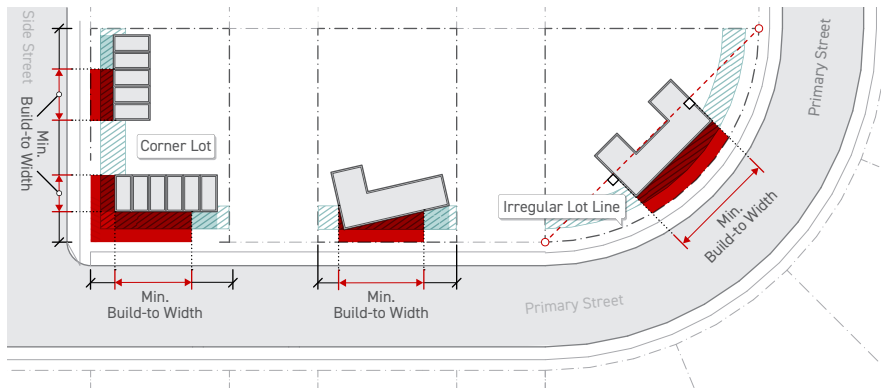 Side Street
Min.
Build-to Width
Corner Lot
Irregular Lot Line
Primary Street
Min.
Build-to Width
Min.
Build-to Width
Min.
Build-to Width
Primary Street